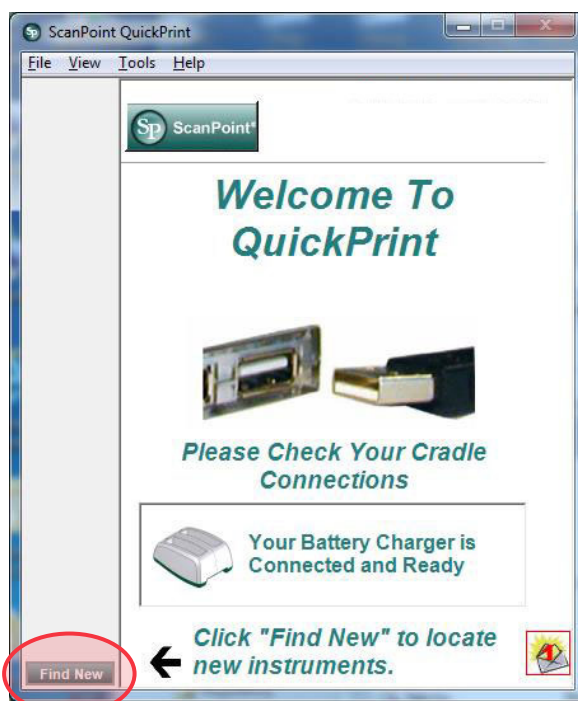 ScanPoint QuickPrint
File View Tools Help
Sp ScanPoint®
Welcome To
QuickPrint
Please Check Your Cradle
Connections
Your Battery Charger is
Connected and Ready
Click "Find New" to locate
new instruments.
Find New